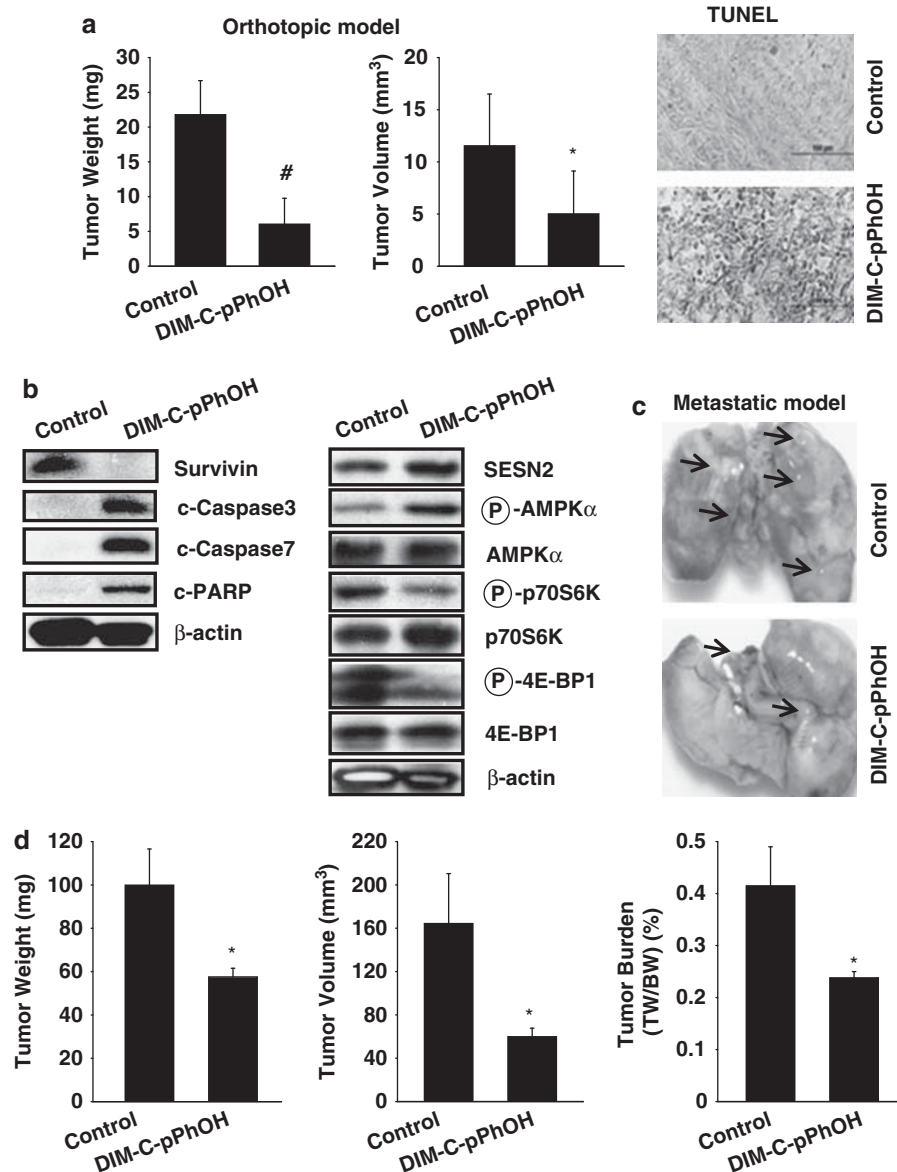 a
Orthotopic model
TUNEL
Tumor Weight (mg)
30
25
20
15
10
5
0
#
Control
DIM-C-pPhOH
Tumor Volume (mm³)
20
15
10
5
0
*
Control
DIM-C-pPhOH
Control
DIM-C-pPhOH
b
Control
DIM-C-pPhOH
Survivin
c-Caspase3
c-Caspase7
c-PARP
β-actin
Control
DIM-C-pPhOH
SESN2
Ⓟ-AMPKα
AMPKα
Ⓟ-p70S6K
p70S6K
Ⓟ-4E-BP1
4E-BP1
β-actin
c
Metastatic model
Control
DIM-C-pPhOH
d
Tumor Weight (mg)
120
100
80
60
40
20
0
*
Control
DIM-C-pPhOH
Tumor Volume (mm³)
220
200
160
120
80
40
0
*
Control
DIM-C-pPhOH
Tumor Burden
(TW/BW) (%)
0.5
0.4
0.3
0.2
0.1
0
*
Control
DIM-C-pPhOH